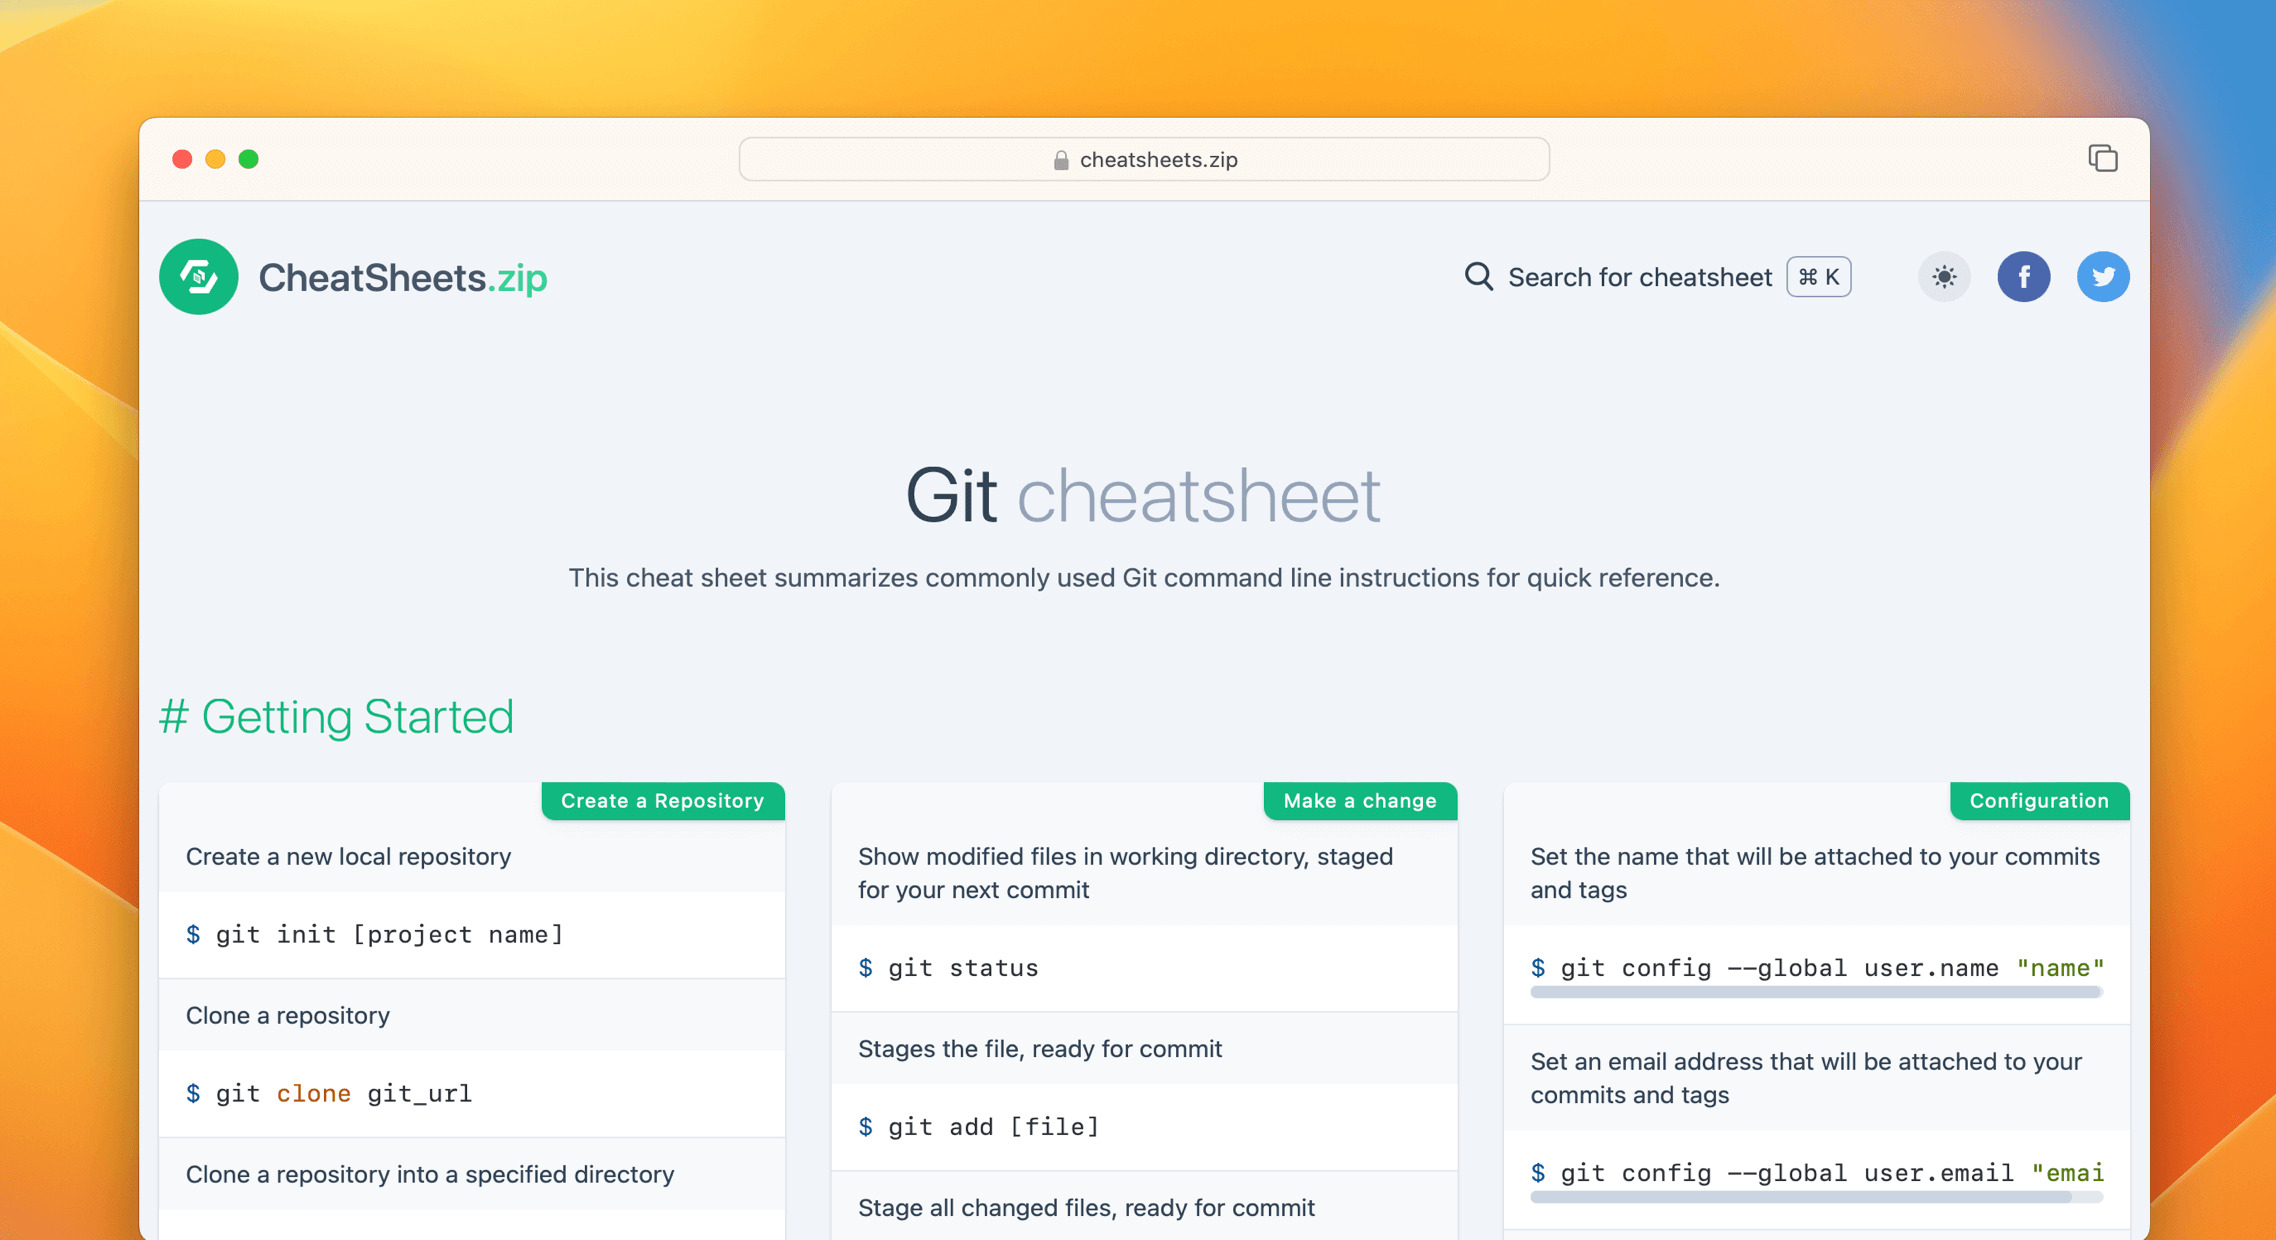 cheatsheets.zip
CheatSheets.zip
Search for cheatsheet ⌘ K
Git cheatsheet
This cheat sheet summarizes commonly used Git command line instructions for quick reference.
# Getting Started
Create a Repository
Create a new local repository
$ git init [project name]
Clone a repository
$ git clone git_url
Clone a repository into a specified directory
Make a change
Show modified files in working directory, staged
for your next commit
$ git status
Stages the file, ready for commit
$ git add [file]
Stage all changed files, ready for commit
Configuration
Set the name that will be attached to your commits
and tags
$ git config --global user.name "name"
Set an email address that will be attached to your
commits and tags
$ git config --global user.email "emai